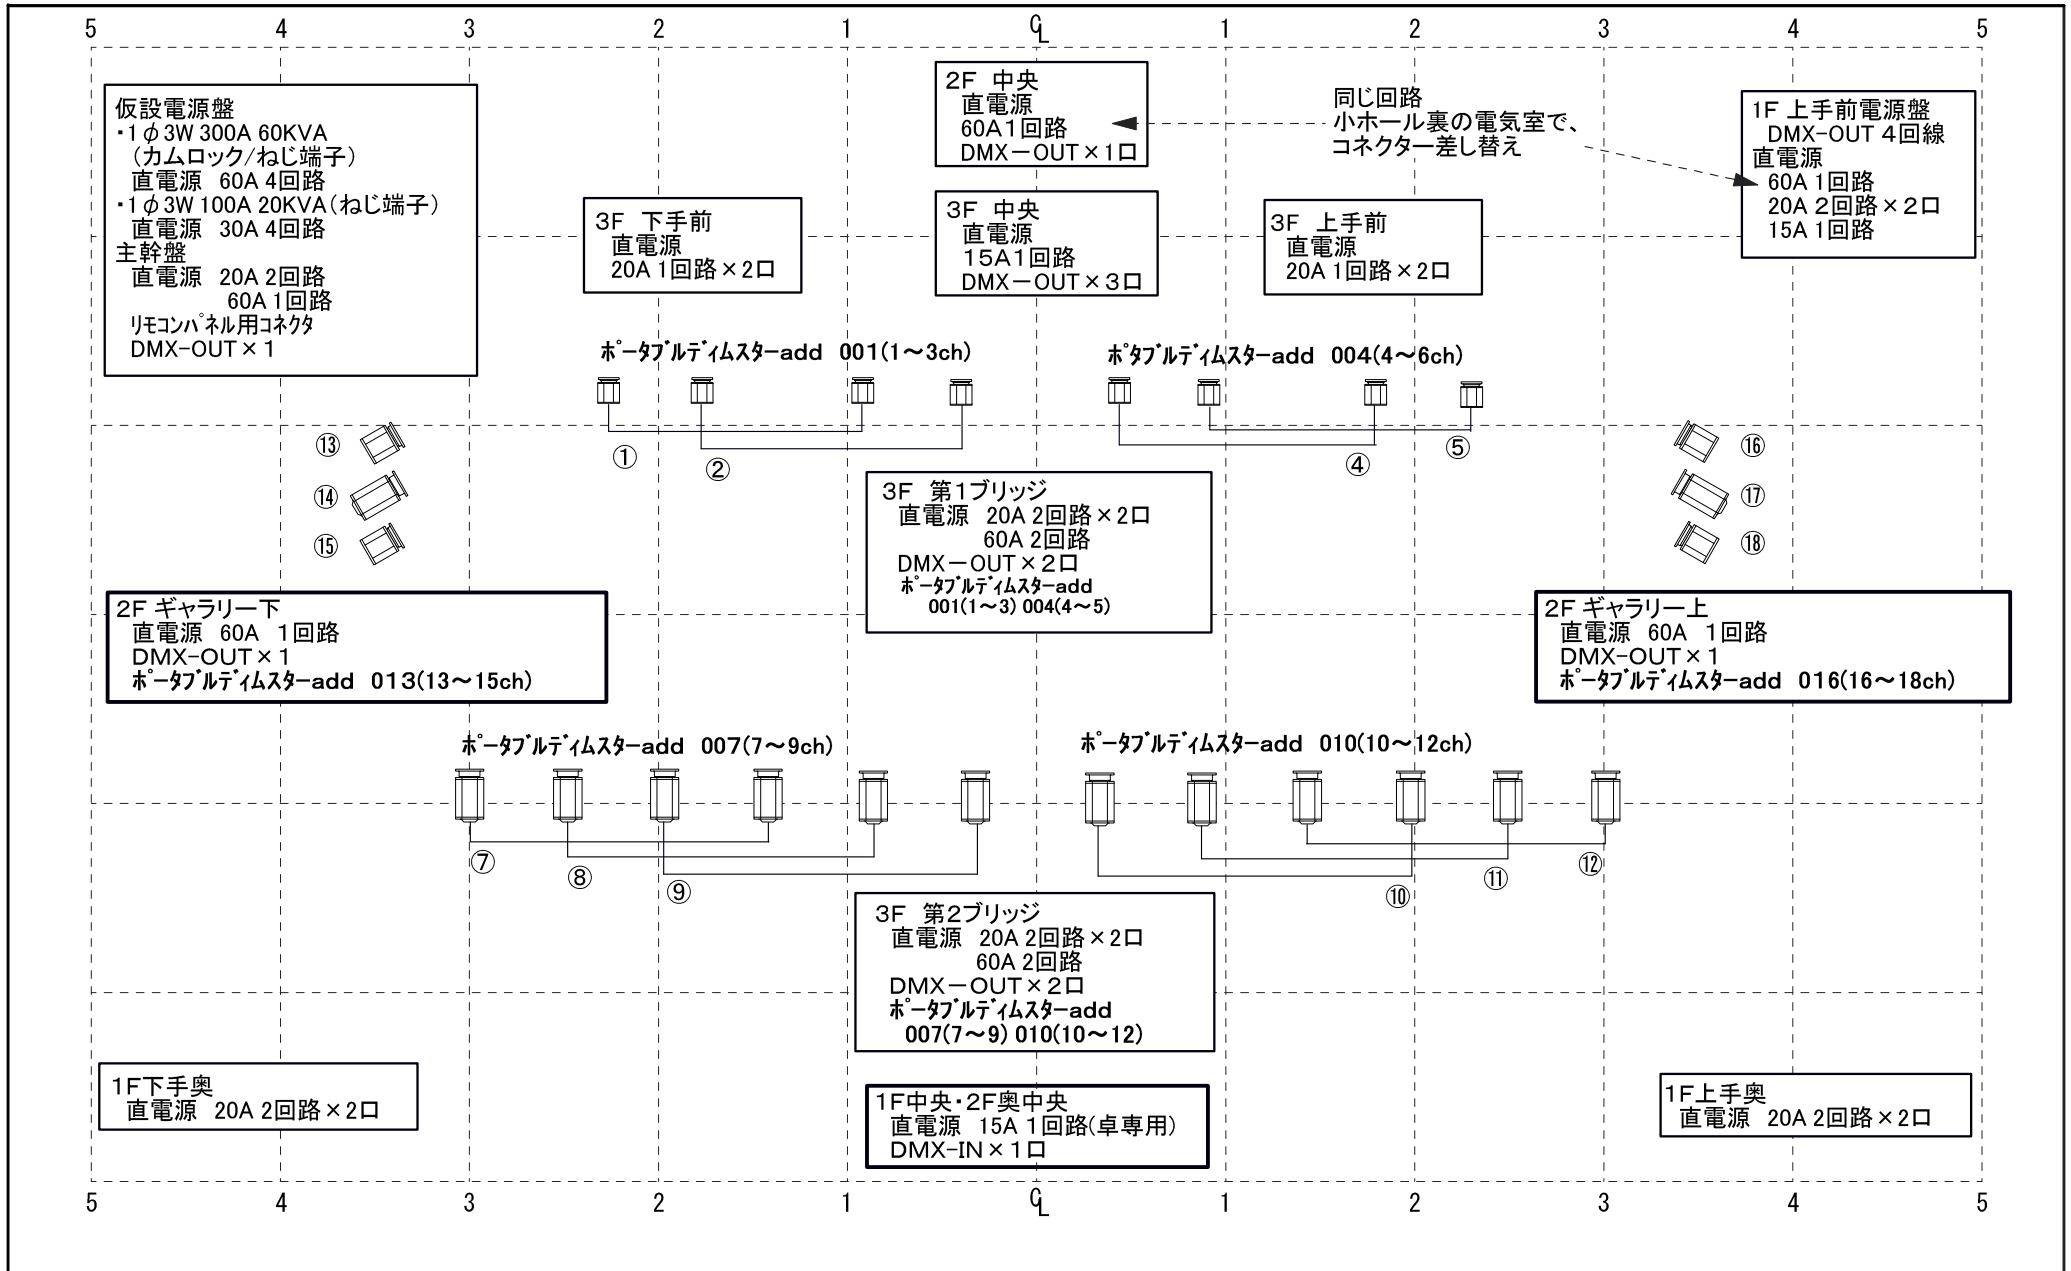 5 4 3 2 1 CL 1 2 3 4 5
仮設電源盤
・1φ3W 300A 60KVA
（カムロック/ねじ端子）
直電源 60A 4回路
・1φ3W 100A 20KVA（ねじ端子）
直電源 30A 4回路
主幹盤
直電源 20A 2回路
60A 1回路
ﾘﾓｺﾝﾊﾟﾈﾙ用ｺﾈｸﾀ
DMX-OUT×1
2F 中央
直電源
60A1回路
DMX－OUT×1口
同じ回路
小ホール裏の電気室で、
コネクター差し替え
1F 上手前電源盤
DMX-OUT 4回線
直電源
60A 1回路
20A 2回路×2口
15A 1回路
3F 下手前
直電源
20A 1回路×2口
3F 中央
直電源
15A1回路
DMX－OUT×3口
3F 上手前
直電源
20A 1回路×2口
ﾎﾟｰﾀﾌﾞﾙﾃﾞｨﾑｽﾀｰadd 001(1～3ch)
ﾎﾟﾀﾌﾞﾙﾃﾞｨﾑｽﾀｰadd 004(4～6ch)
① ② ④ ⑤
⑬
⑭
⑮
⑯
⑰
⑱
3F 第1ブリッジ
直電源 20A 2回路×2口
60A 2回路
DMX－OUT×2口
ﾎﾟｰﾀﾌﾞﾙﾃﾞｨﾑｽﾀｰadd
001(1～3) 004(4～5)
2F ギャラリー下
直電源 60A 1回路
DMX-OUT×1
ﾎﾟｰﾀﾌﾞﾙﾃﾞｨﾑｽﾀｰadd 013(13～15ch)
2F ギャラリー上
直電源 60A 1回路
DMX-OUT×1
ﾎﾟｰﾀﾌﾞﾙﾃﾞｨﾑｽﾀｰadd 016(16～18ch)
ﾎﾟｰﾀﾌﾞﾙﾃﾞｨﾑｽﾀｰadd 007(7～9ch)
ﾎﾟｰﾀﾌﾞﾙﾃﾞｨﾑｽﾀｰadd 010(10～12ch)
⑦ ⑧ ⑨ ⑩ ⑪ ⑫
3F 第2ブリッジ
直電源 20A 2回路×2口
60A 2回路
DMX－OUT×2口
ﾎﾟｰﾀﾌﾞﾙﾃﾞｨﾑｽﾀｰadd
007(7～9) 010(10～12)
1F下手奥
直電源 20A 2回路×2口
1F中央・2F奥中央
直電源 15A 1回路(卓専用)
DMX-IN×1口
1F上手奥
直電源 20A 2回路×2口
5 4 3 2 1 CL 1 2 3 4 5